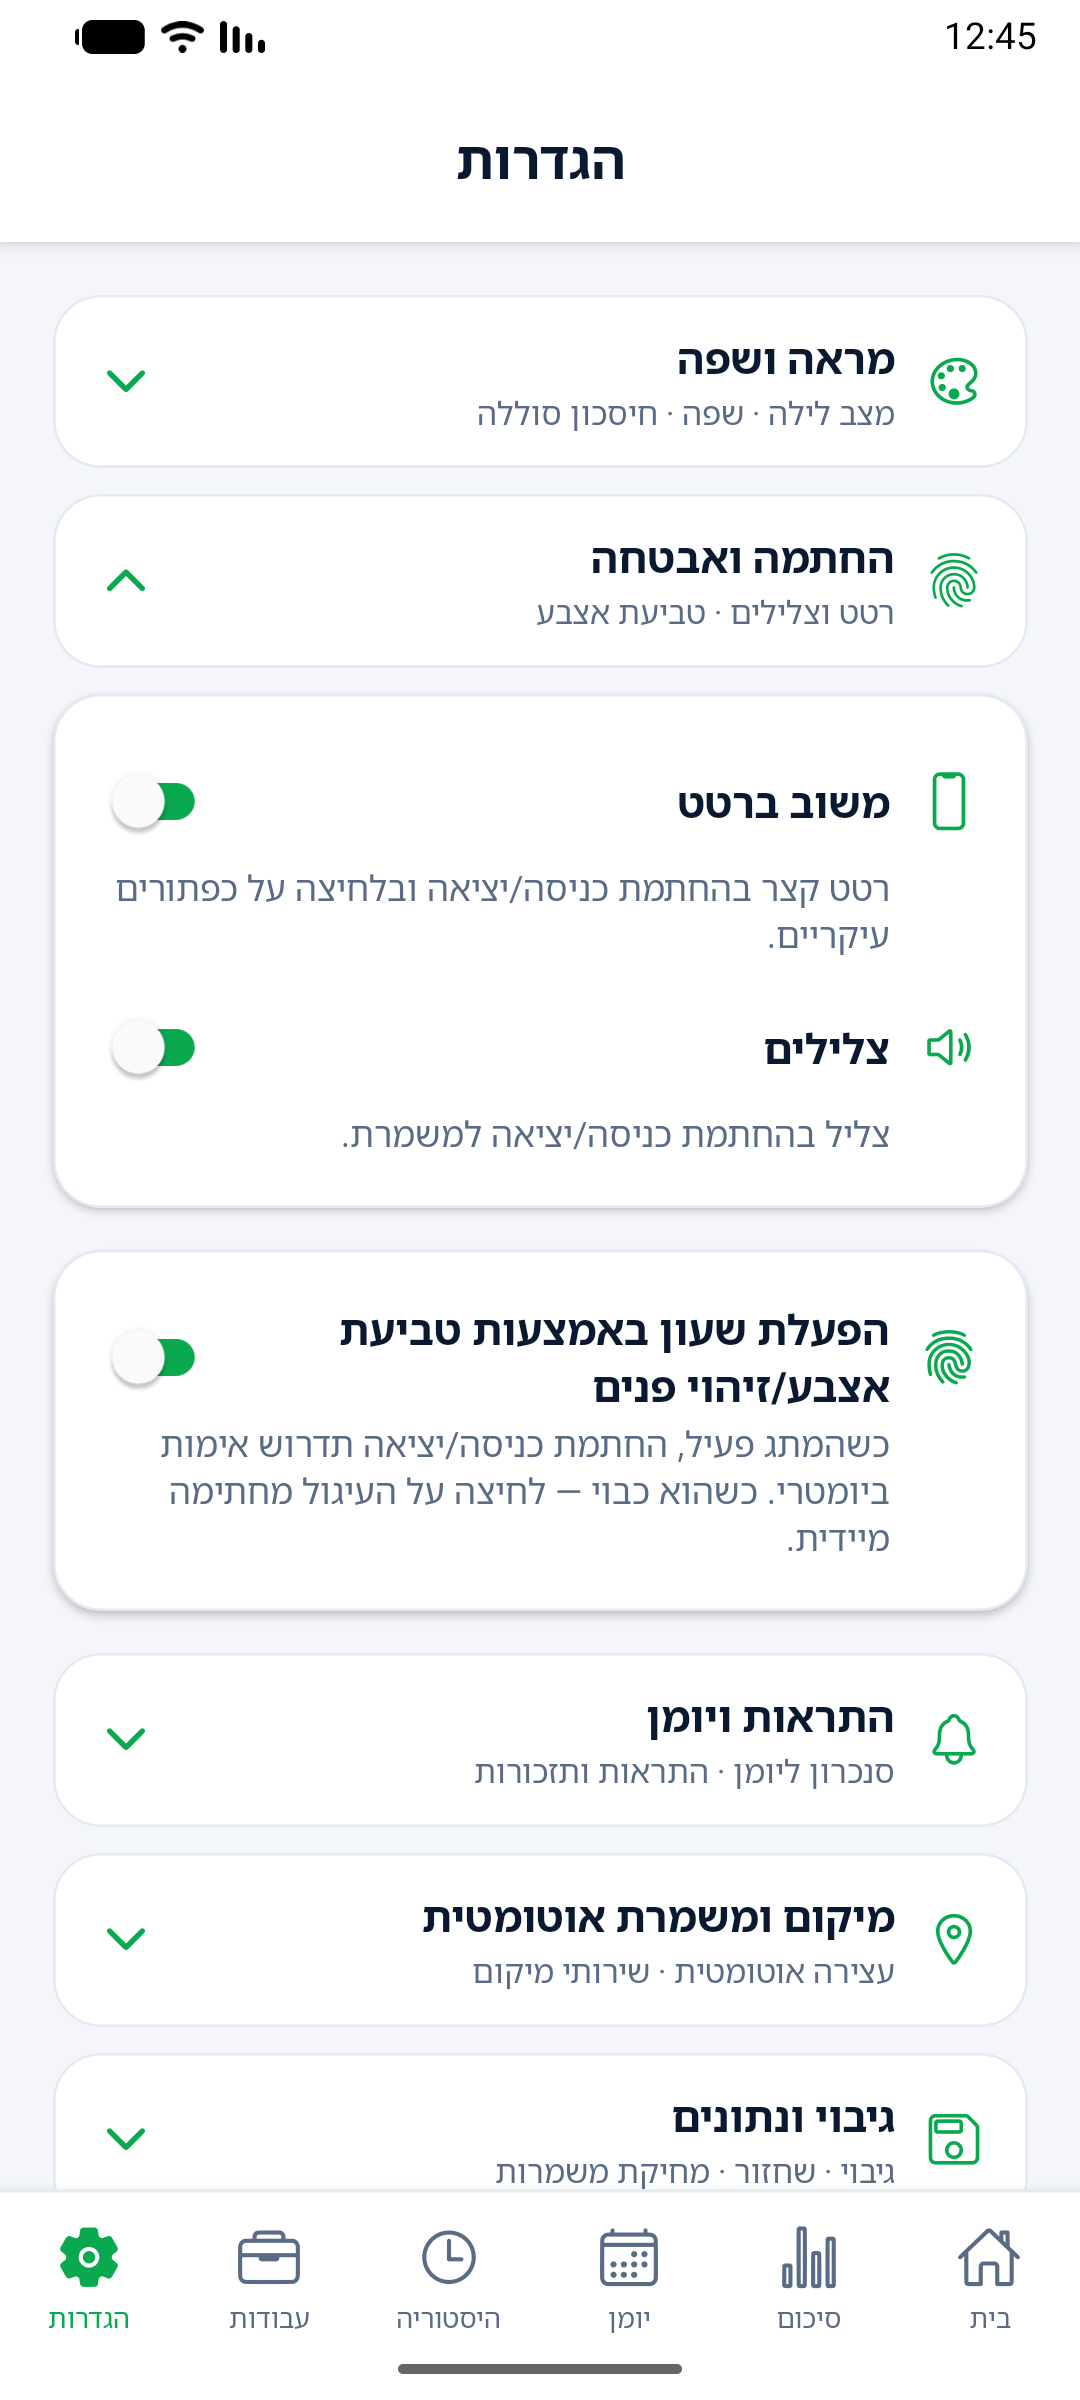 12:45
הגדרות
מראה ושפה
מצב לילה · שפה · חיסכון סוללה
החתמה ואבטחה
רטט וצלילים · טביעת אצבע
משוב ברטט
רטט קצר בהחתמת כניסה/יציאה ובלחיצה על כפתורים
עיקריים.
צלילים
צליל בהחתמת כניסה/יציאה למשמרת.
הפעלת שעון באמצעות טביעת
אצבע/זיהוי פנים
כשהמתג פעיל, החתמת כניסה/יציאה תדרוש אימות
ביומטרי. כשהוא כבוי – לחיצה על העיגול מחתימה
מיידית.
התראות ויומן
סנכרון ליומן · התראות ותזכורות
מיקום ומשמרת אוטומטית
עצירה אוטומטית · שירותי מיקום
גיבוי ונתונים
גיבוי · שחזור · מחיקת משמרות
בית
סיכום
יומן
היסטוריה
עבודות
הגדרות